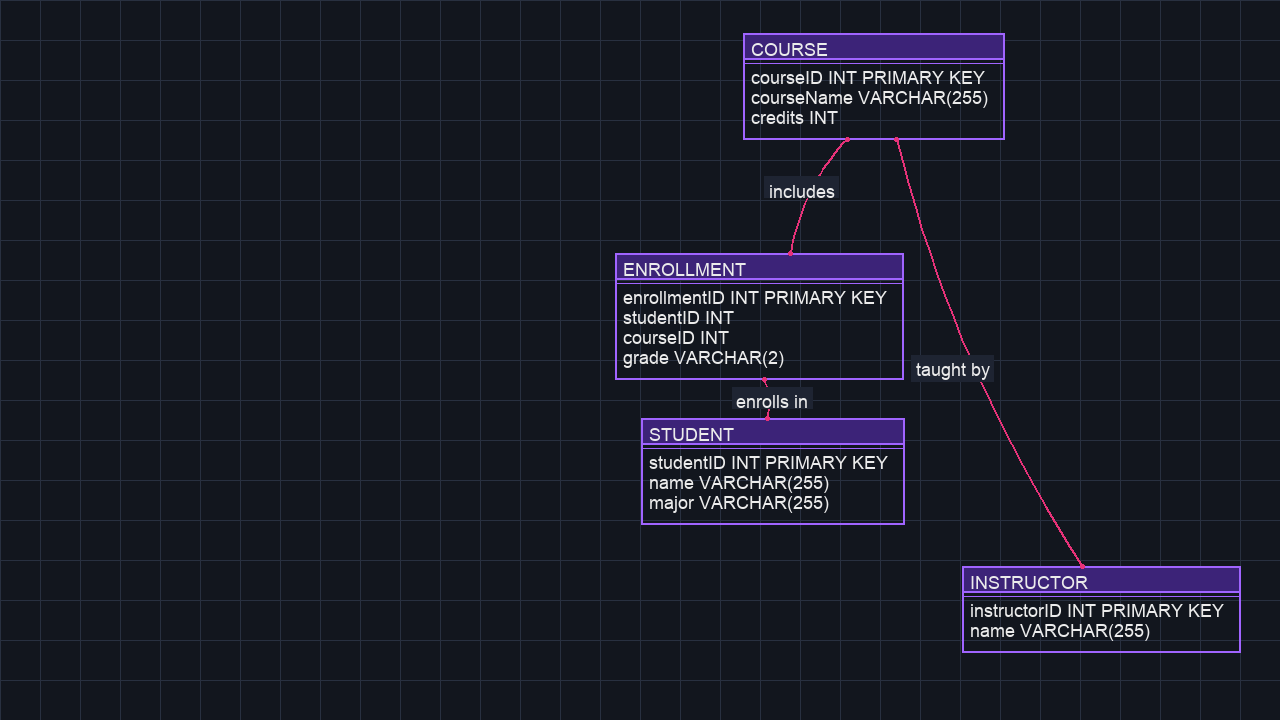 COURSE
courseID INT PRIMARY KEY
courseName VARCHAR(255)
credits INT
includes
ENROLLMENT
enrollmentID INT PRIMARY KEY
studentID INT
courseID INT
grade VARCHAR(2)
taught by
enrolls in
STUDENT
studentID INT PRIMARY KEY
name VARCHAR(255)
major VARCHAR(255)
INSTRUCTOR
instructorID INT PRIMARY KEY
name VARCHAR(255)